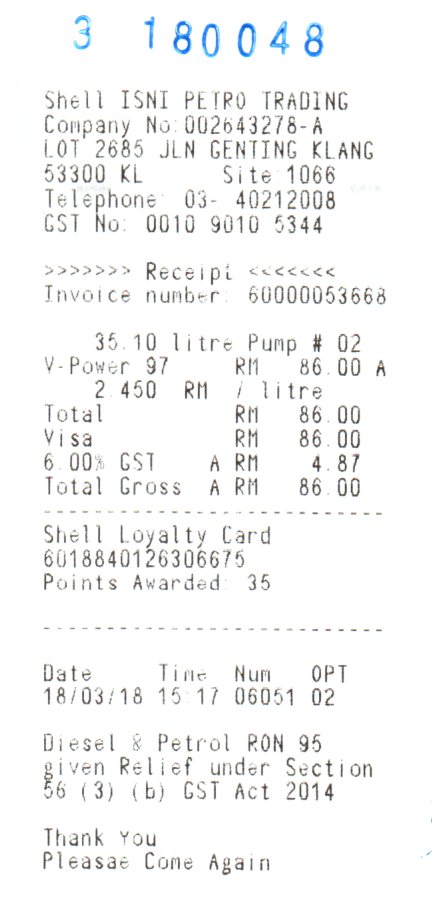 3 180048
Shell ISNI PETRO TRADING
Company No:002643278-A
LOT 2685 JLN GENTING KLANG
53300 KL Site:1066
Telephone: 03- 40212008
GST No: 0010 9010 5344
>>>>>>> Receipt <<<<<<<
Invoice number: 60000053668
35.10 litre Pump # 02
V-Power 97 RM 86.00 A
2.450 RM / litre
Total RM 86.00
Visa RM 86.00
6.00% GST A RM 4.87
Total Gross A RM 86.00
----------------------------
Shell Loyalty Card
6018840126306675
Points Awarded: 35
----------------------------
Date Time Num OPT
18/03/18 15:17 06051 02
Diesel & Petrol RON 95
given Relief under Section
56 (3) (b) GST Act 2014
Thank You
Pleasae Come Again